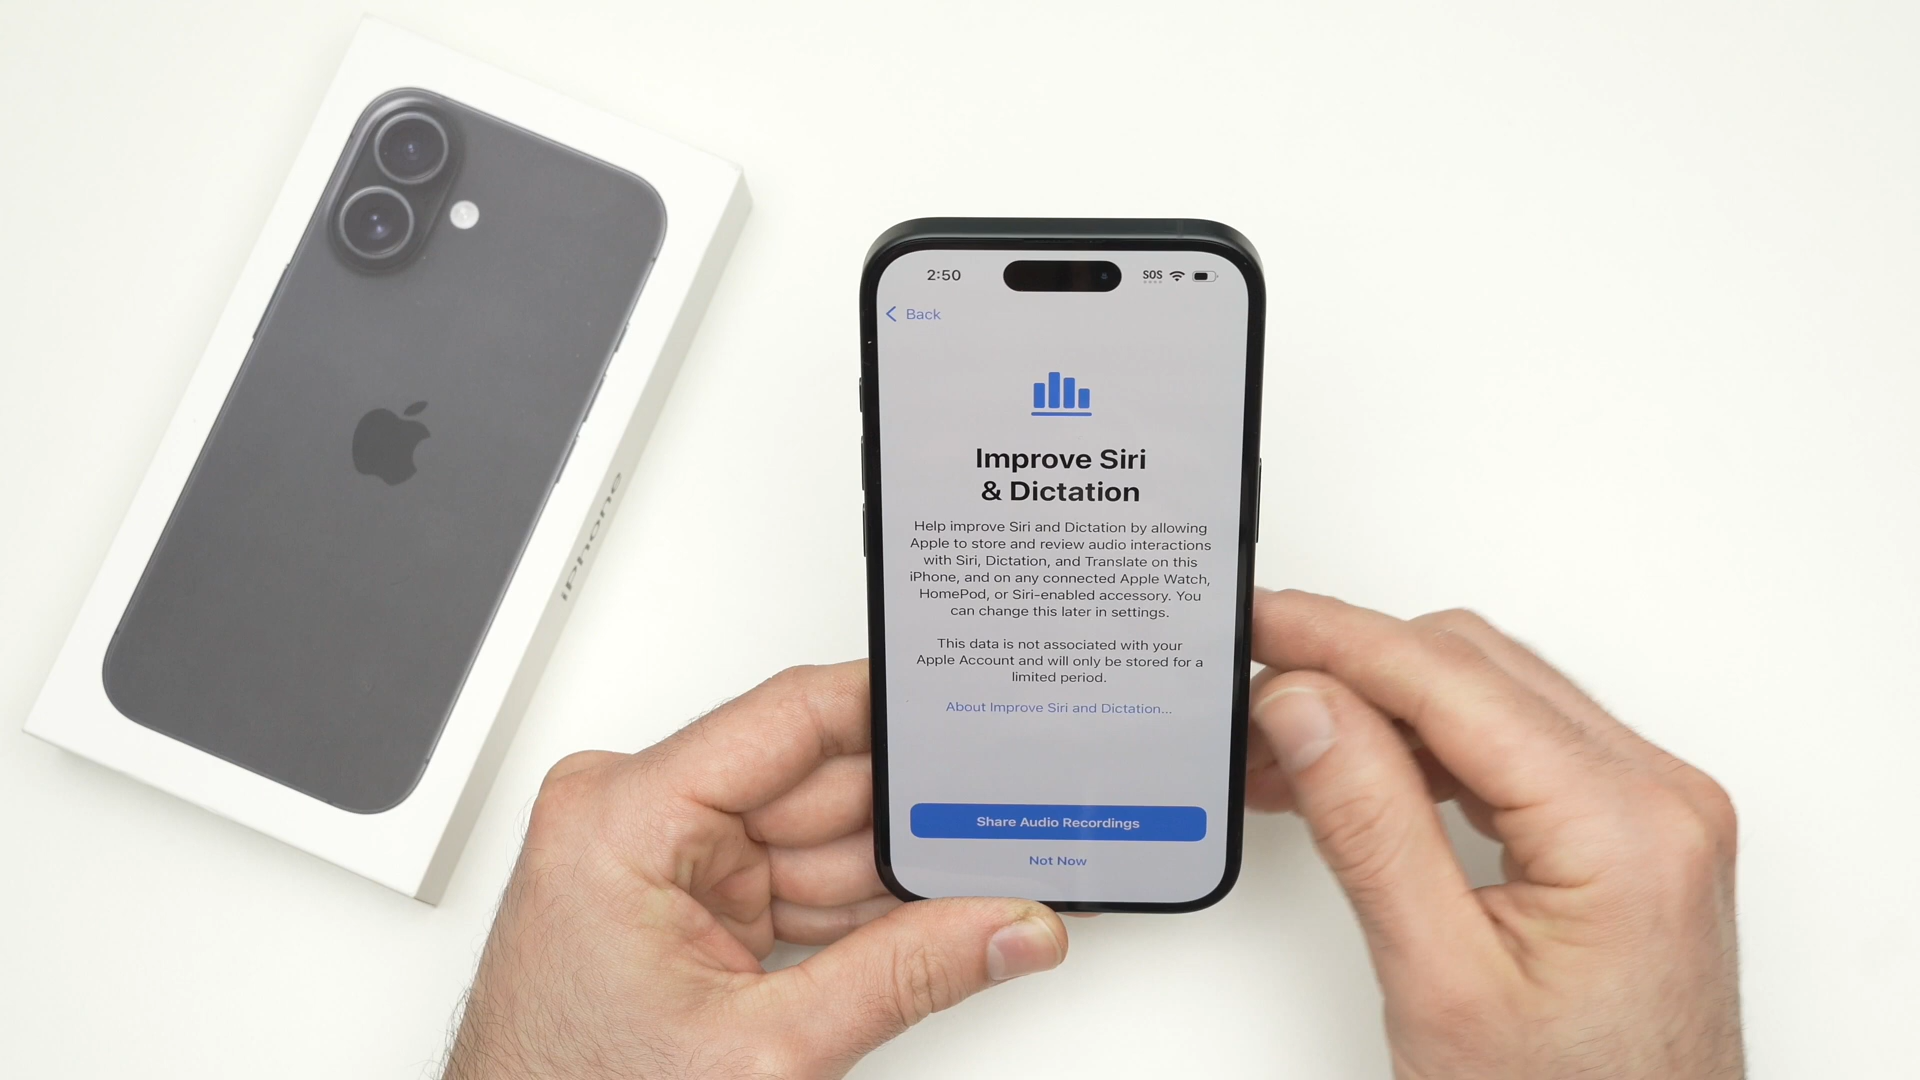 iPhone
2:50
SOS
Back
Improve Siri
& Dictation
Help improve Siri and Dictation by allowing
Apple to store and review audio interactions
with Siri, Dictation, and Translate on this
iPhone, and on any connected Apple Watch,
HomePod, or Siri-enabled accessory. You
can change this later in settings.
This data is not associated with your
Apple Account and will only be stored for a
limited period.
About Improve Siri and Dictation...
Share Audio Recordings
Not Now